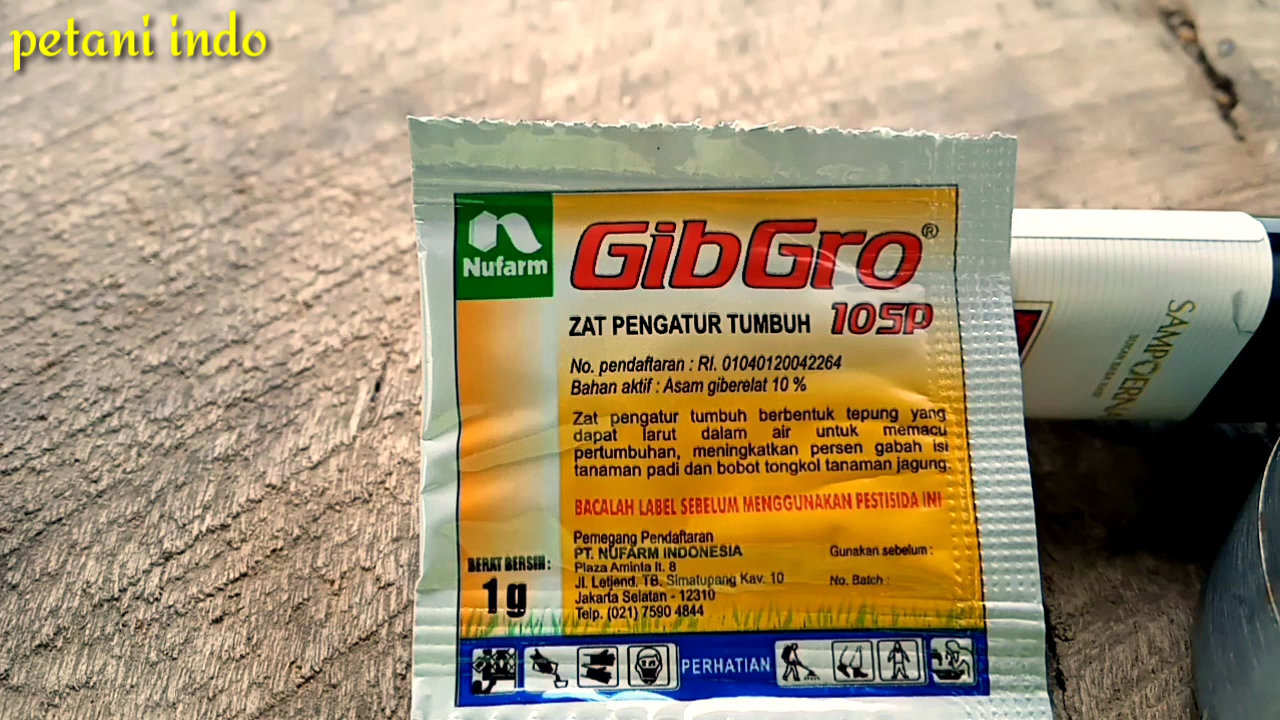 petani indo
Nufarm
GibGro®
ZAT PENGATUR TUMBUH 10SP
No. pendaftaran : RI. 01040120042264
Bahan aktif : Asam giberelat 10 %
Zat pengatur tumbuh berbentuk tepung yang
dapat larut dalam air untuk memacu
pertumbuhan, meningkatkan persen gabah isi
tanaman padi dan bobot tongkol tanaman jagung.
BACALAH LABEL SEBELUM MENGGUNAKAN PESTISIDA INI
Pemegang Pendaftaran
PT. NUFARM INDONESIA
Plaza Aminta lt. 8
Jl. Letjend. TB. Simatupang Kav. 10
Jakarta Selatan - 12310
Telp. (021) 7590 4844
Gunakan sebelum :
No. Batch :
BERAT BERSIH :
1 g
PERHATIAN
SAMPOERNA